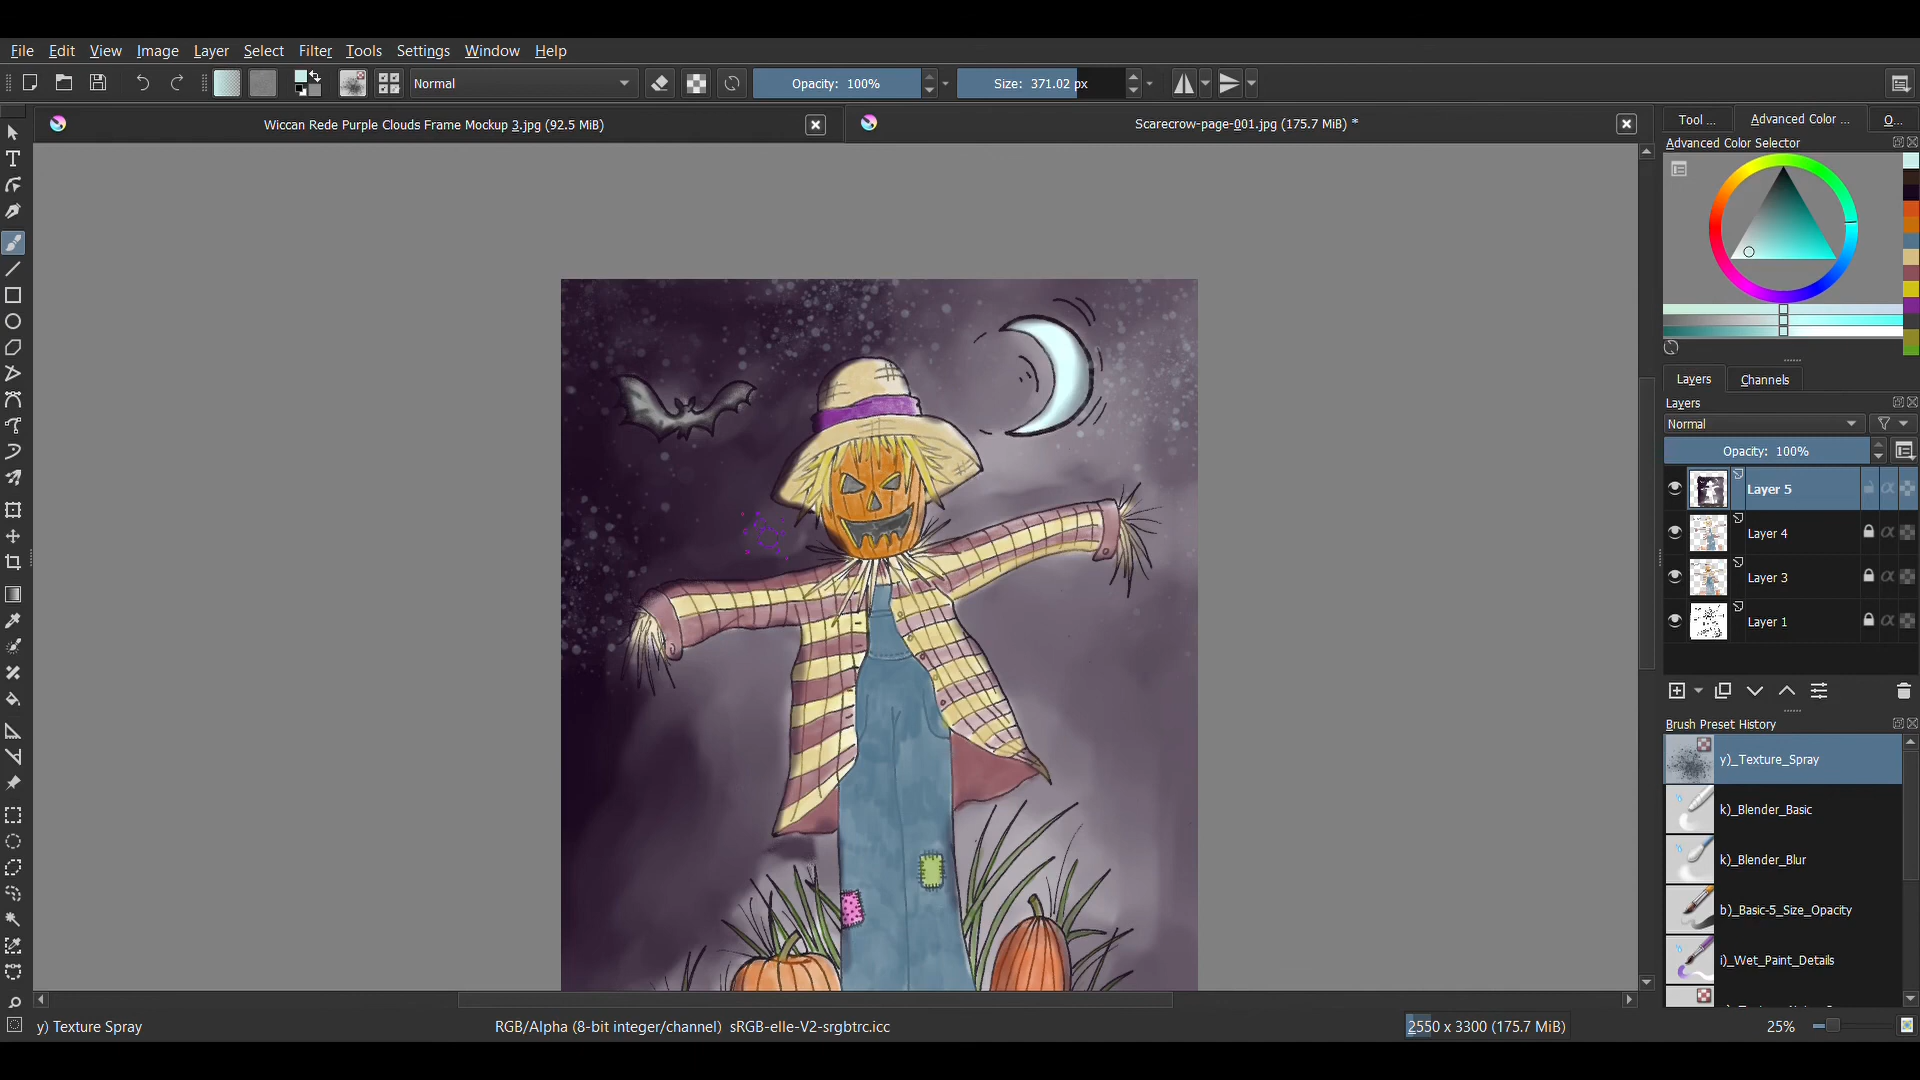 File Edit View Image Layer Select Filter Tools Settings Window Help
Normal
Opacity: 100%
Size: 371.02 px
Wiccan Rede Purple Clouds Frame Mockup 3.jpg (92.5 MiB)
Scarecrow-page-001.jpg (175.7 MiB) *
Tool ...
Advanced Color ...
O...
Advanced Color Selector
Layers
Channels
Layers
Normal
Opacity: 100%
Layer 5
Layer 4
Layer 3
Layer 1
Brush Preset History
y)_Texture_Spray
k)_Blender_Basic
k)_Blender_Blur
b)_Basic-5_Size_Opacity
i)_Wet_Paint_Details
y) Texture Spray
RGB/Alpha (8-bit integer/channel) sRGB-elle-V2-srgbtrc.icc
2550 x 3300 (175.7 MiB)
25%